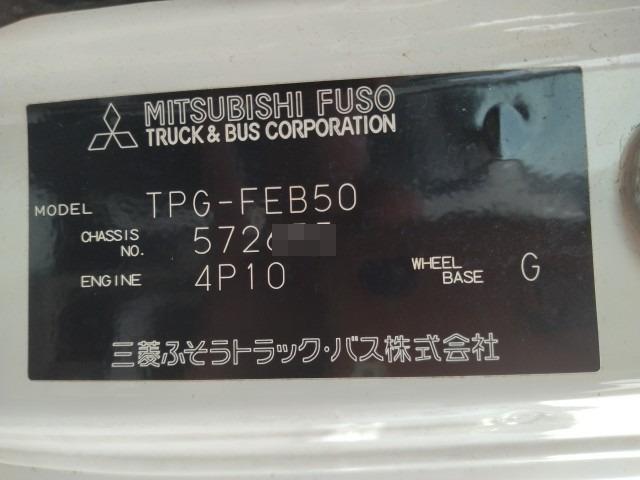 MITSUBISHI FUSO
TRUCK & BUS CORPORATION
MODEL TPG-FEB50
CHASSIS NO.
ENGINE 4P10 WHEEL BASE G
三菱ふそうトラック・バス株式会社